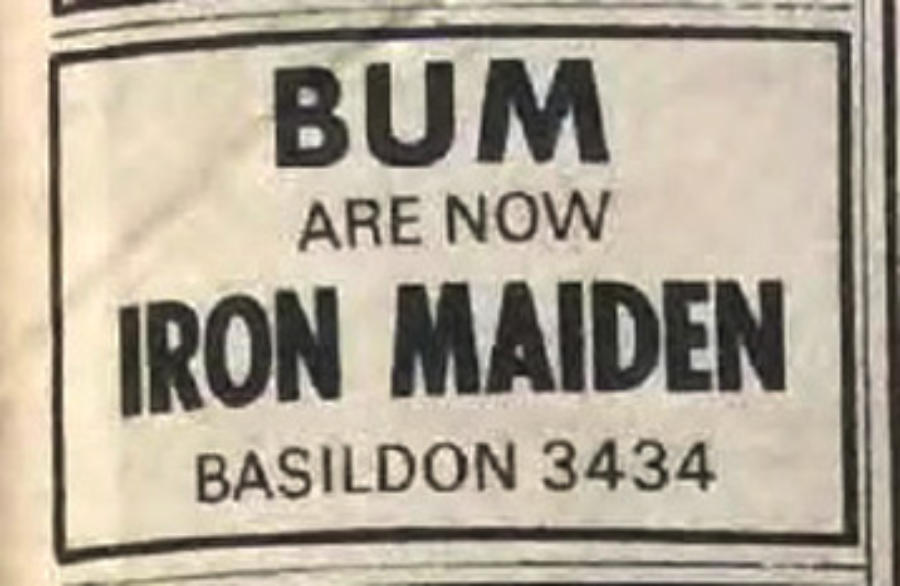 BUM
ARE NOW
IRON MAIDEN
BASILDON 3434